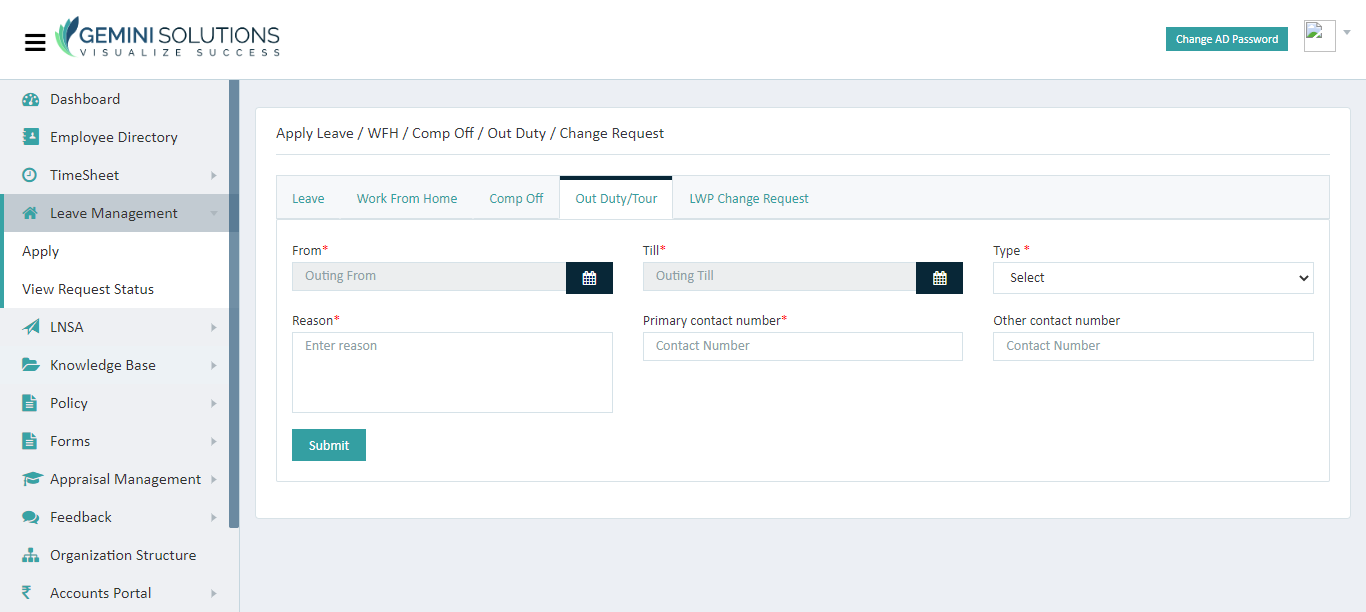 GEMINI SOLUTIONS
VISUALIZE SUCCESS
Change AD Password
Dashboard
Employee Directory
TimeSheet
Leave Management
Apply
View Request Status
LNSA
Knowledge Base
Policy
Forms
Appraisal Management
Feedback
Organization Structure
₹ Accounts Portal
Apply Leave / WFH / Comp Off / Out Duty / Change Request
Leave Work From Home Comp Off Out Duty/Tour LWP Change Request
From* Till* Type *
Outing From Outing Till Select
Reason* Primary contact number* Other contact number
Enter reason Contact Number Contact Number
Submit